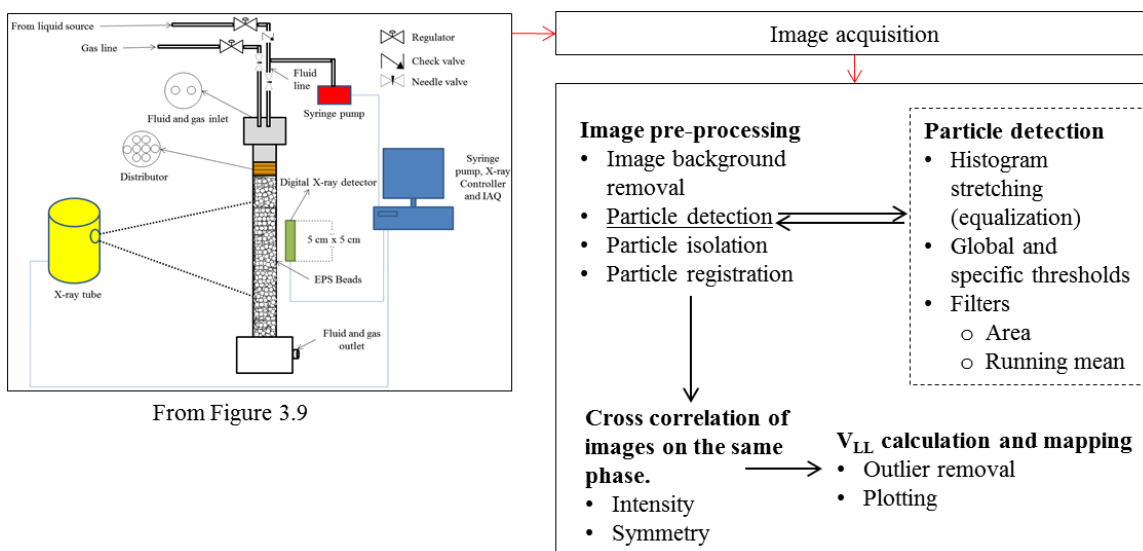 From liquid source
Gas line
Fluid and gas inlet
Distributor
X-ray tube
Fluid
line
Syringe pump
Regulator
Check valve
Needle valve
Digital X-ray detector
5 cm x 5 cm
EPS Beads
Fluid and gas
outlet
Syringe
pump, X-ray
Controller
and IAQ
From Figure 3.9
Image acquisition
Image pre-processing
• Image background
removal
• Particle detection
• Particle isolation
• Particle registration
Particle detection
• Histogram
stretching
(equalization)
• Global and
specific thresholds
• Filters
o Area
o Running mean
Cross correlation of
images on the same
phase.
• Intensity
• Symmetry
VLL calculation and mapping
• Outlier removal
• Plotting